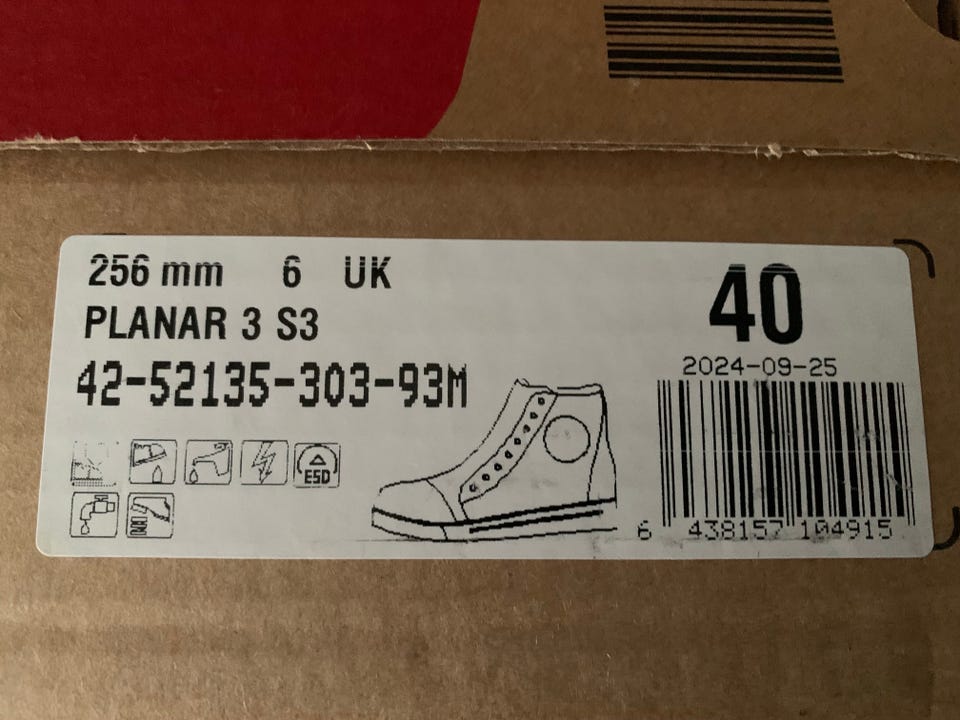 256 mm 6 UK
PLANAR 3 S3
42-52135-303-93M
ESD
40
2024-09-25
6 438157 104915